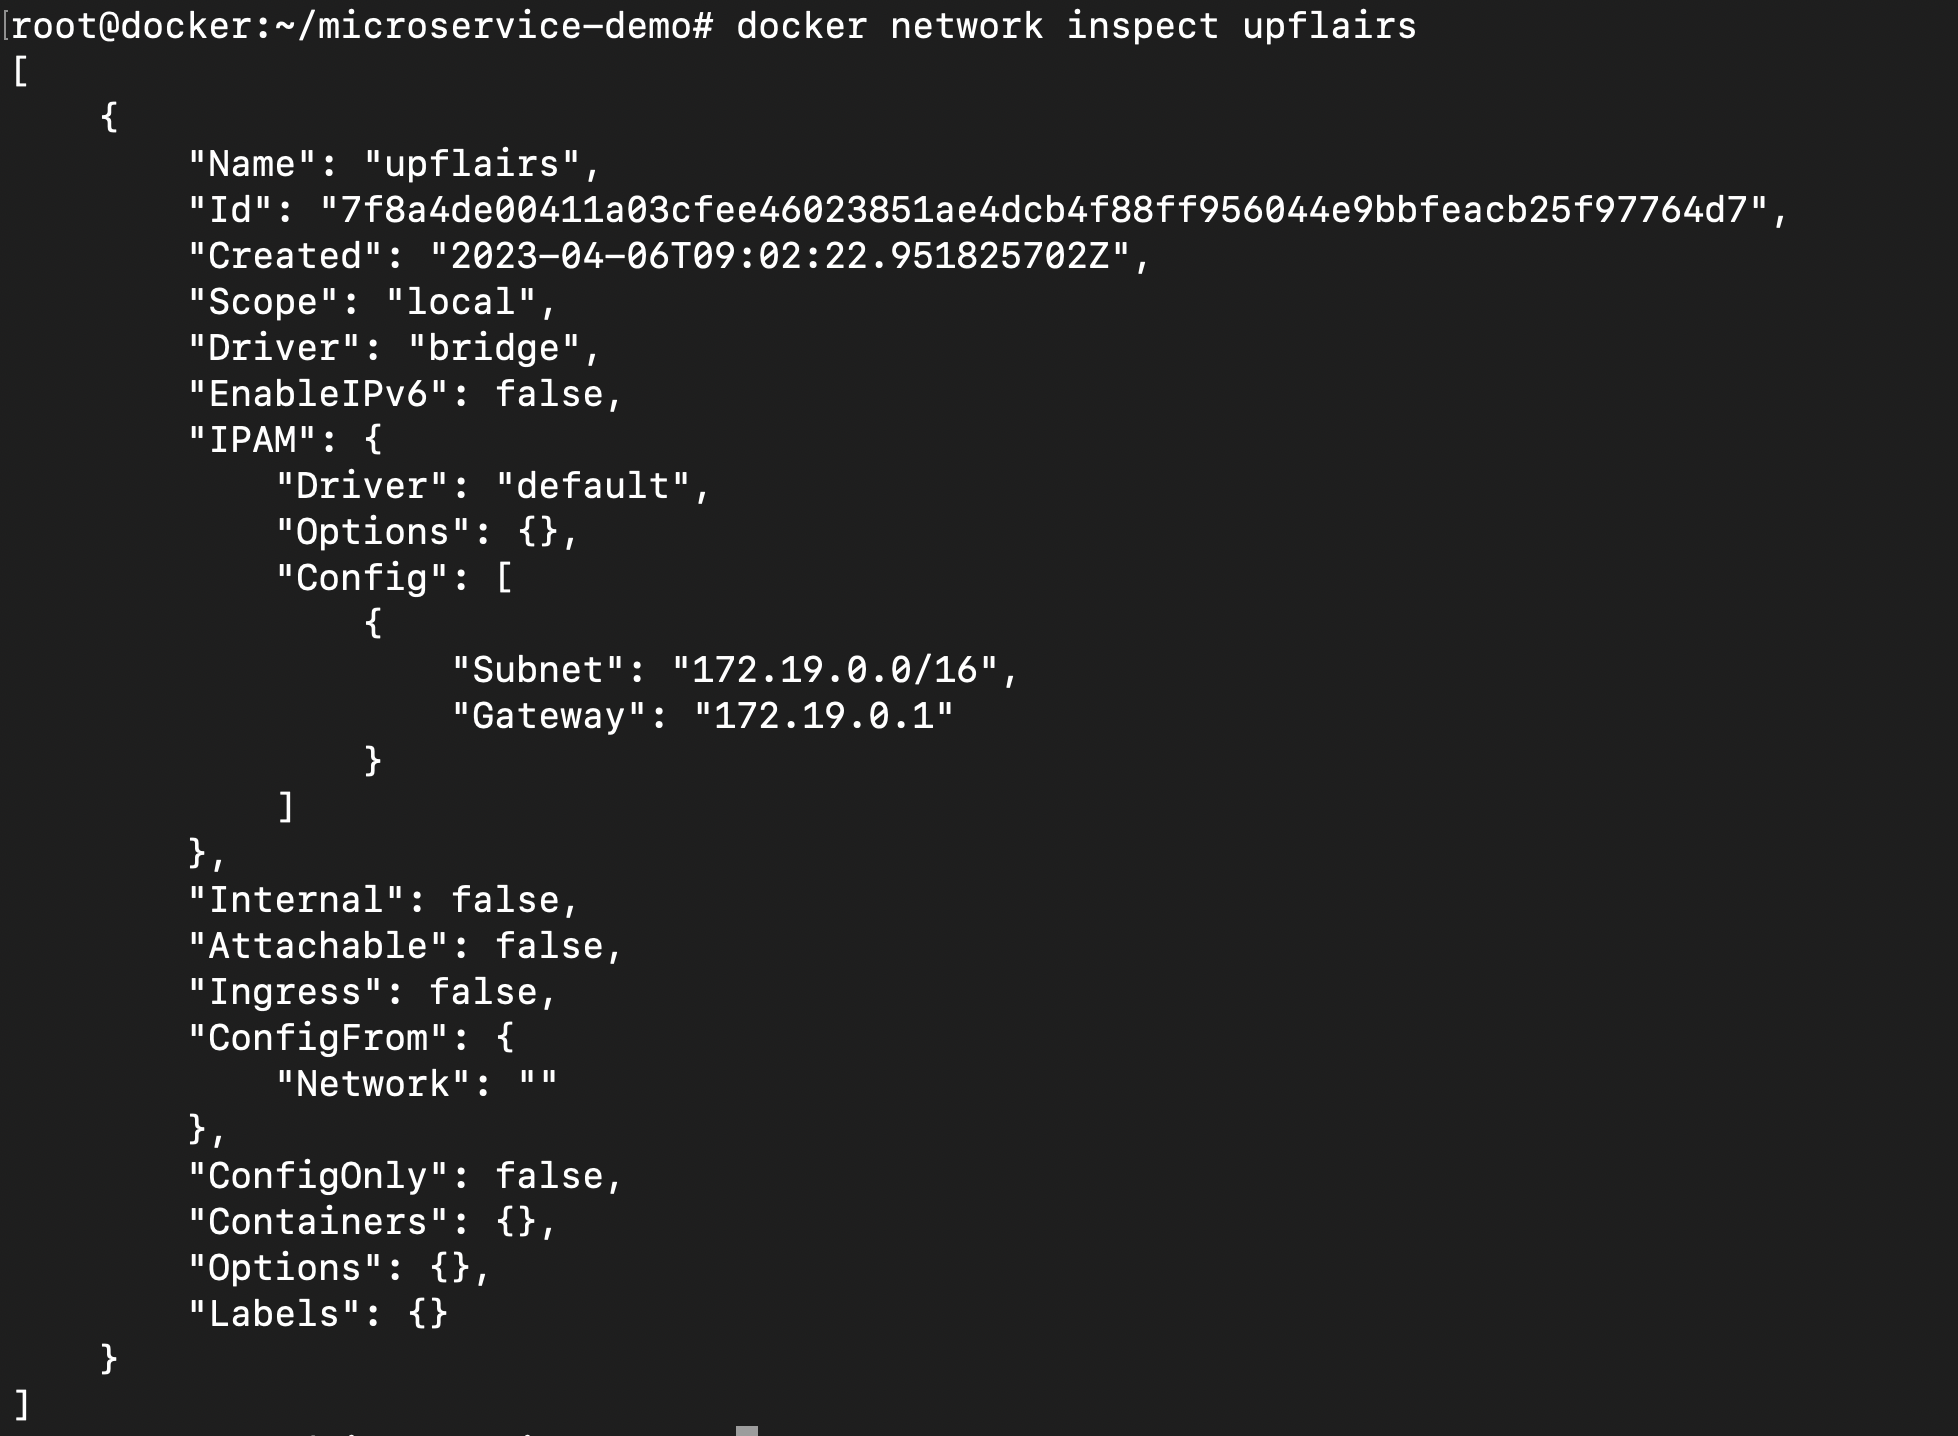 [root@docker:~/microservice-demo# docker network inspect upflairs
[
    {
        "Name": "upflairs",
        "Id": "7f8a4de00411a03cfee46023851ae4dcb4f88ff956044e9bbfeacb25f97764d7",
        "Created": "2023-04-06T09:02:22.951825702Z",
        "Scope": "local",
        "Driver": "bridge",
        "EnableIPv6": false,
        "IPAM": {
            "Driver": "default",
            "Options": {},
            "Config": [
                {
                    "Subnet": "172.19.0.0/16",
                    "Gateway": "172.19.0.1"
                }
            ]
        },
        "Internal": false,
        "Attachable": false,
        "Ingress": false,
        "ConfigFrom": {
            "Network": ""
        },
        "ConfigOnly": false,
        "Containers": {},
        "Options": {},
        "Labels": {}
    }
]